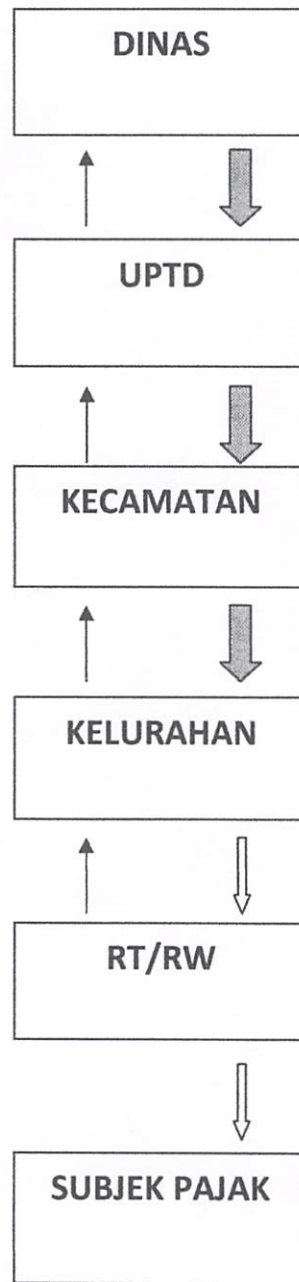 DINAS
UPTD
KECAMATAN
KELURAHAN
RT/RW
SUBJEK PAJAK